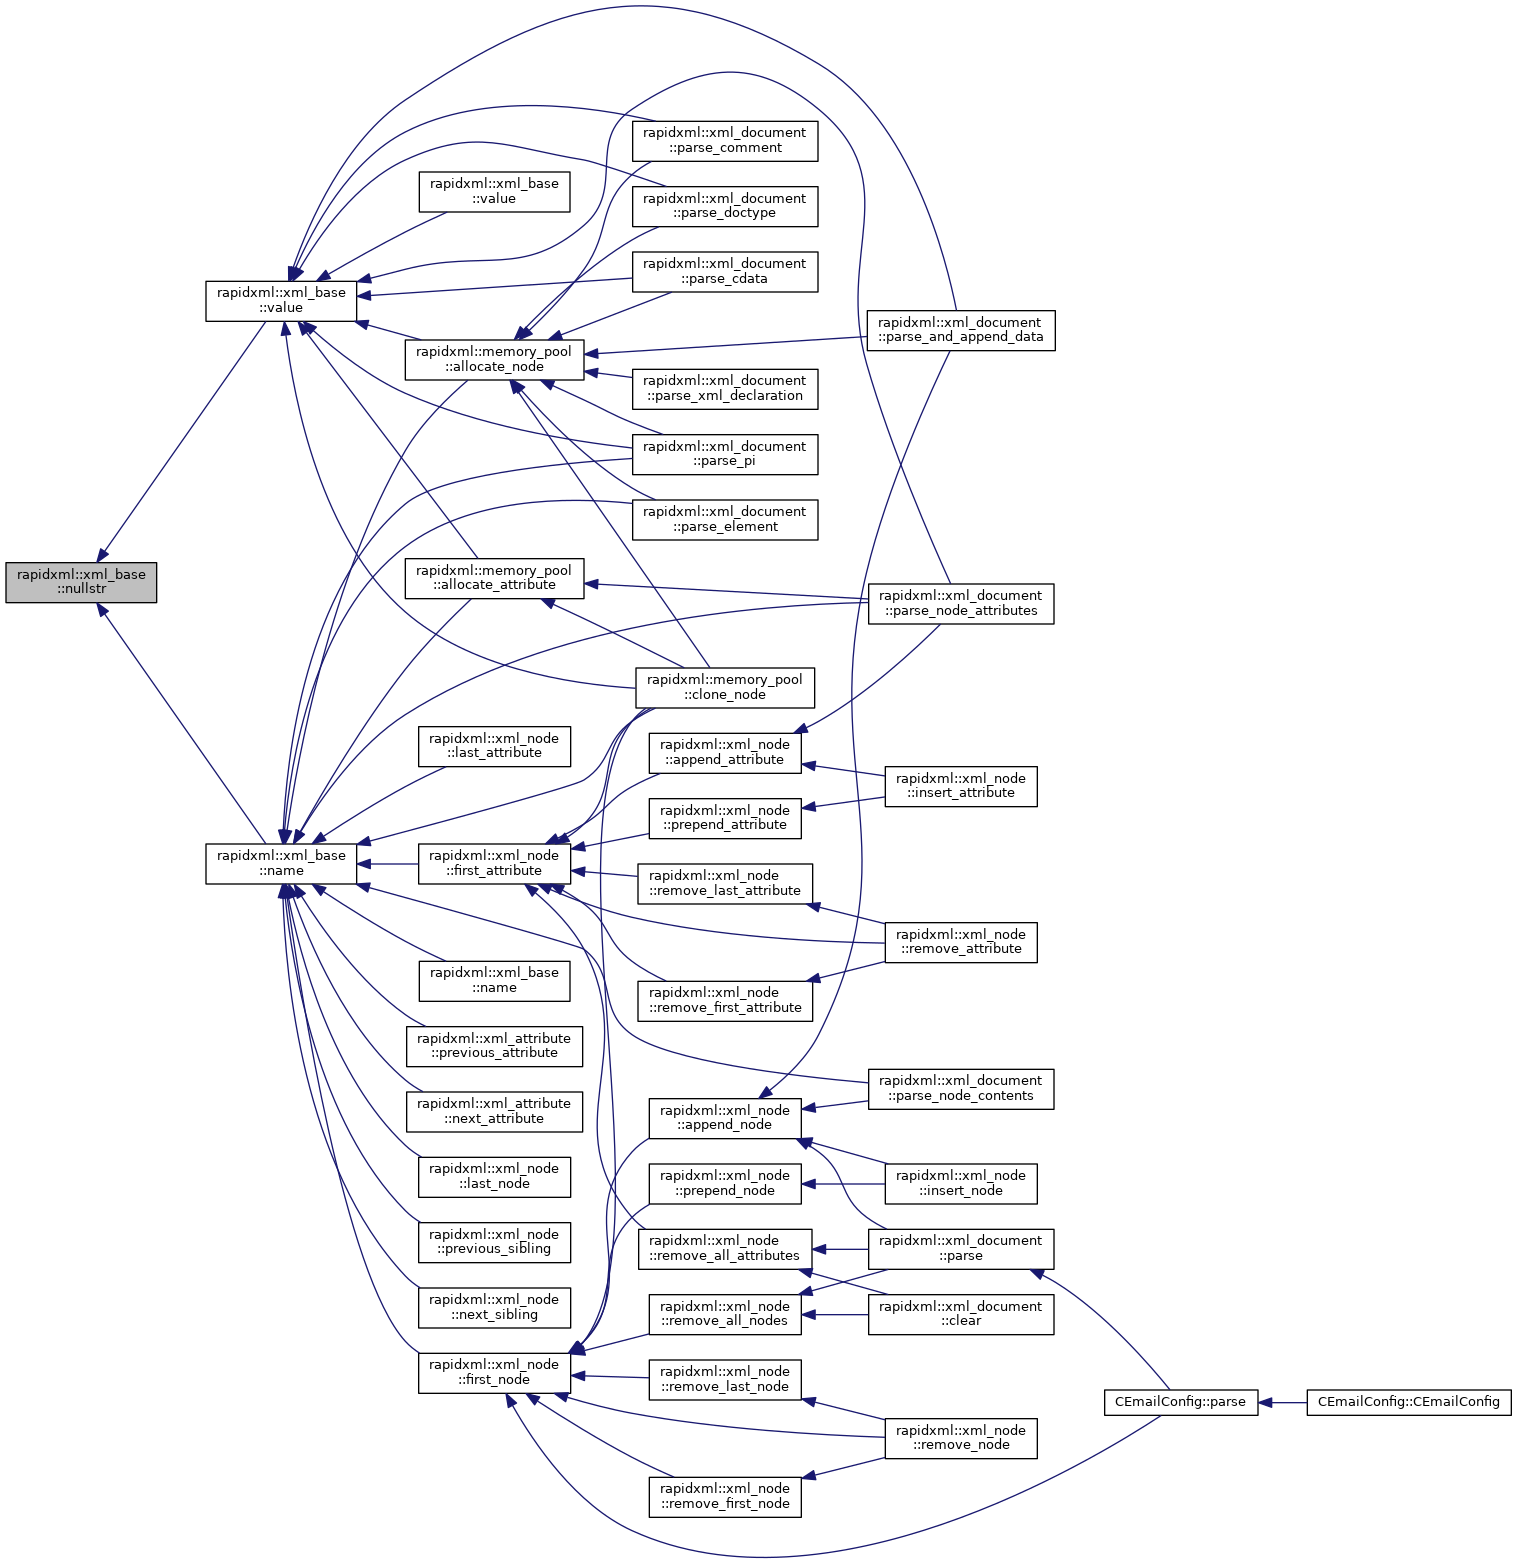 rapidxml::xml_document
::parse_comment
rapidxml::xml_base
::value
rapidxml::xml_document
::parse_doctype
rapidxml::xml_document
::parse_cdata
rapidxml::xml_base
::value
rapidxml::xml_document
::parse_and_append_data
rapidxml::memory_pool
::allocate_node
rapidxml::xml_document
::parse_xml_declaration
rapidxml::xml_document
::parse_pi
rapidxml::xml_document
::parse_element
rapidxml::xml_base
::nullstr
rapidxml::memory_pool
::allocate_attribute
rapidxml::xml_document
::parse_node_attributes
rapidxml::memory_pool
::clone_node
rapidxml::xml_node
::last_attribute
rapidxml::xml_node
::append_attribute
rapidxml::xml_node
::insert_attribute
rapidxml::xml_node
::prepend_attribute
rapidxml::xml_base
::name
rapidxml::xml_node
::first_attribute
rapidxml::xml_node
::remove_last_attribute
rapidxml::xml_node
::remove_attribute
rapidxml::xml_base
::name
rapidxml::xml_node
::remove_first_attribute
rapidxml::xml_attribute
::previous_attribute
rapidxml::xml_document
::parse_node_contents
rapidxml::xml_attribute
::next_attribute
rapidxml::xml_node
::append_node
rapidxml::xml_node
::last_node
rapidxml::xml_node
::prepend_node
rapidxml::xml_node
::insert_node
rapidxml::xml_node
::previous_sibling
rapidxml::xml_node
::remove_all_attributes
rapidxml::xml_document
::parse
rapidxml::xml_node
::next_sibling
rapidxml::xml_node
::remove_all_nodes
rapidxml::xml_document
::clear
rapidxml::xml_node
::first_node
rapidxml::xml_node
::remove_last_node
CEmailConfig::parse
CEmailConfig::CEmailConfig
rapidxml::xml_node
::remove_node
rapidxml::xml_node
::remove_first_node